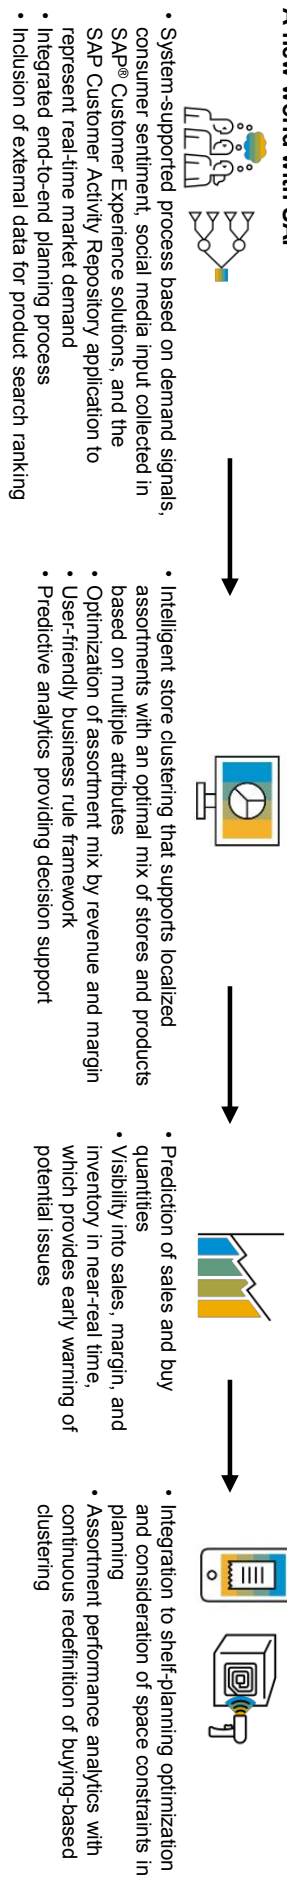 A new world with SAP
• System-supported process based on demand signals,
consumer sentiment, social media input collected in
SAP® Customer Experience solutions, and the
SAP Customer Activity Repository application to
represent real-time market demand
• Integrated end-to-end planning process
• Inclusion of external data for product search ranking
• Intelligent store clustering that supports localized
assortments with an optimal mix of stores and products
based on multiple attributes
• Optimization of assortment mix by revenue and margin
• User-friendly business rule framework
• Predictive analytics providing decision support
• Prediction of sales and buy
quantities
• Visibility into sales, margin, and
inventory in near-real time,
which provides early warning of
potential issues
• Integration to shelf-planning optimization
and consideration of space constraints in
planning
• Assortment performance analytics with
continuous redefinition of buying-based
clustering